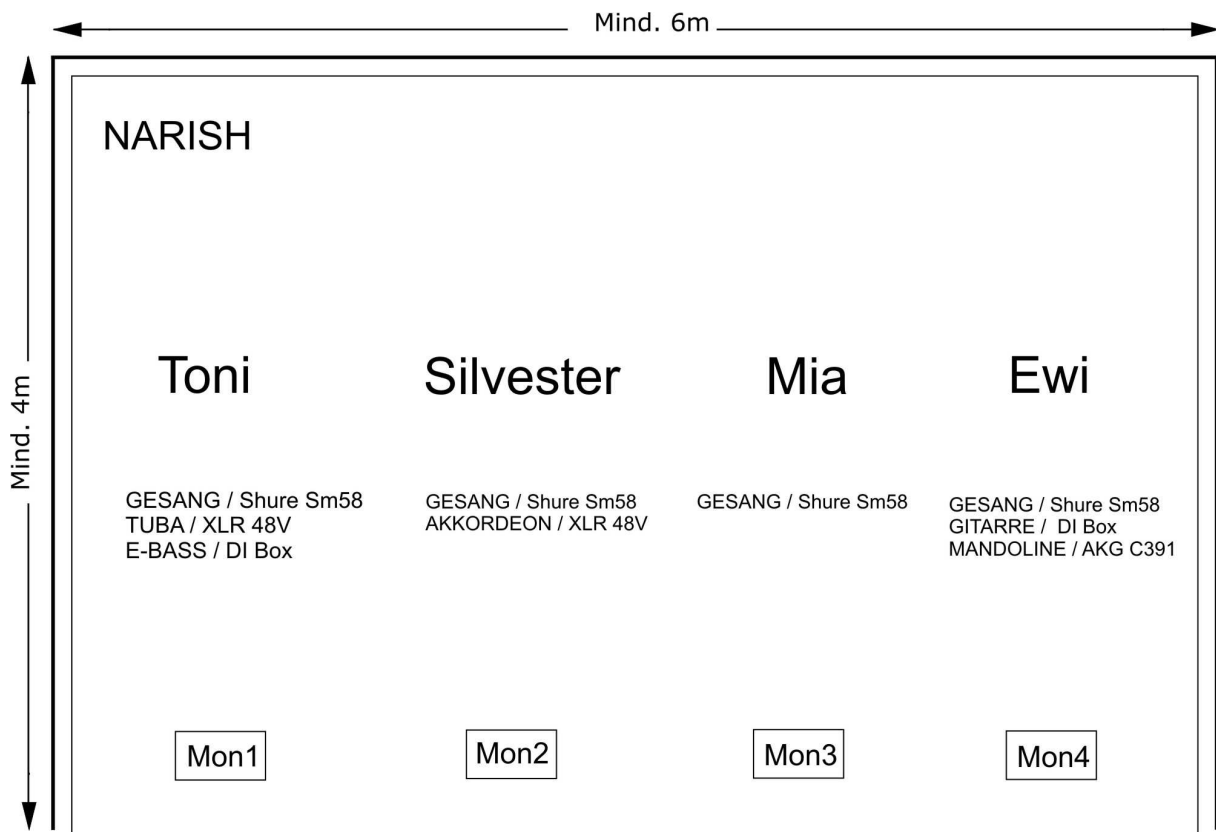 Mind. 6m
Mind. 4m
NARISH
Toni
Silvester
Mia
Ewi
GESANG / Shure Sm58
TUBA / XLR 48V
E-BASS / DI Box
GESANG / Shure Sm58
AKKORDEON / XLR 48V
GESANG / Shure Sm58
GESANG / Shure Sm58
GITARRE /  DI Box
MANDOLINE / AKG C391
Mon1
Mon2
Mon3
Mon4